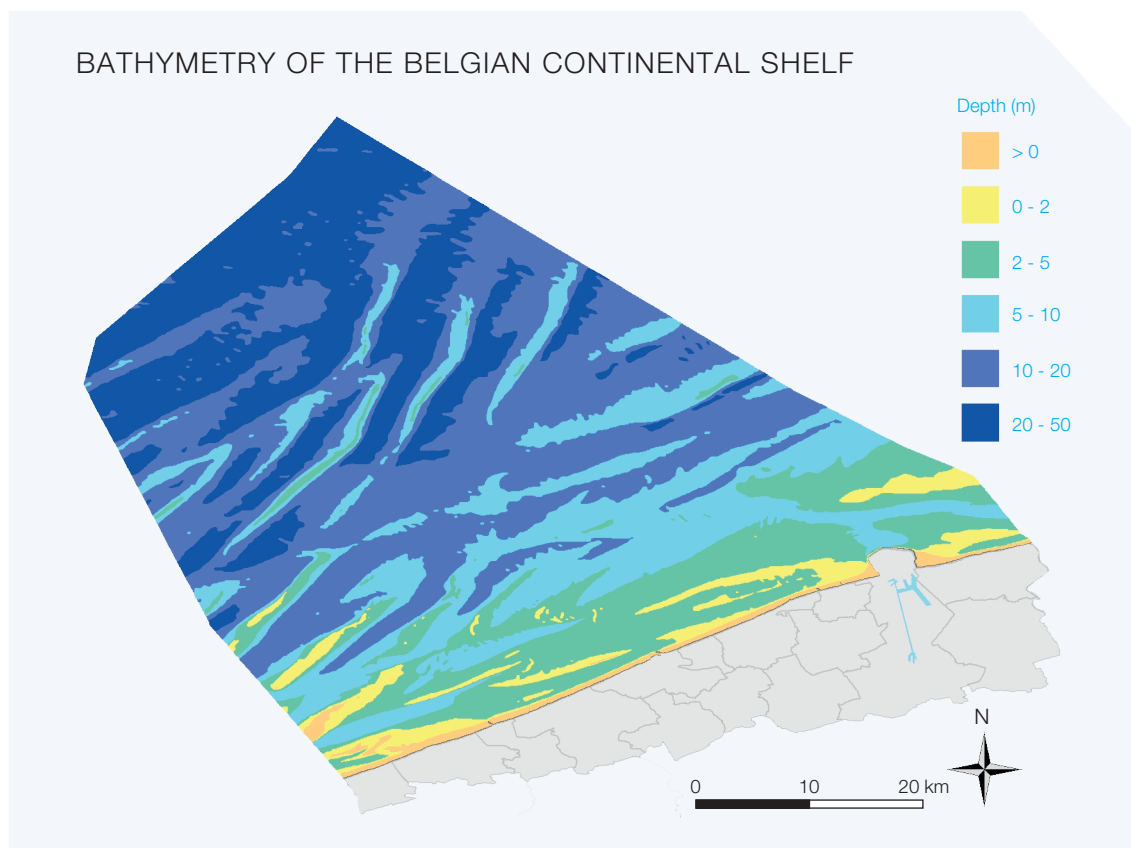 BATHYMETRY OF THE BELGIAN CONTINENTAL SHELF
Depth (m)
> 0
0 - 2
2 - 5
5 - 10
10 - 20
20 - 50
N
0 10 20 km